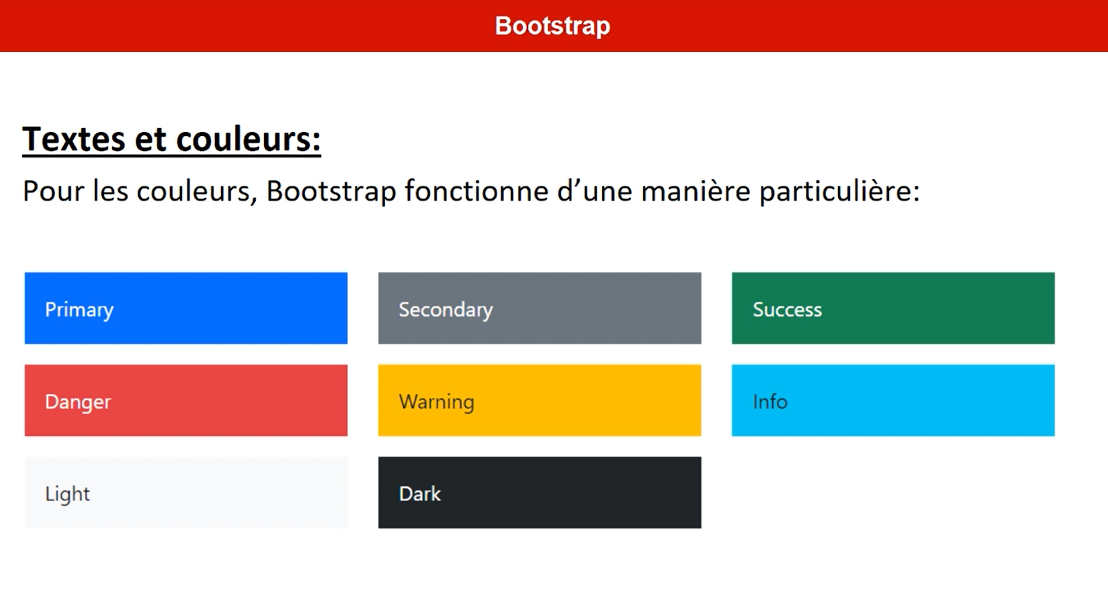 Bootstrap
Textes et couleurs:
Pour les couleurs, Bootstrap fonctionne d’une manière particulière:
Primary
Secondary
Success
Danger
Warning
Info
Light
Dark